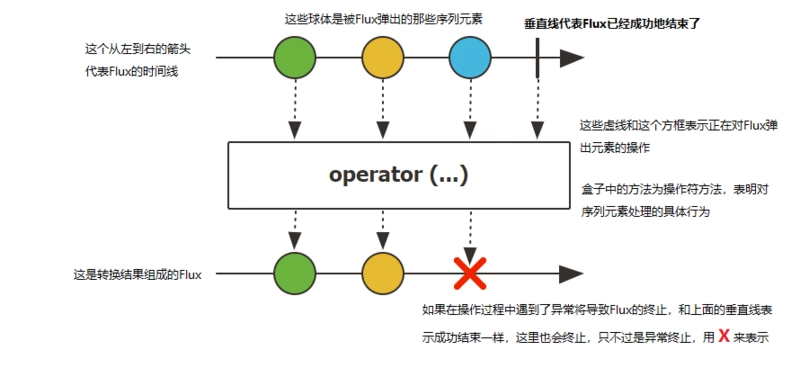 这些球体是被Flux弹出的那些序列元素
垂直线代表Flux已经成功地结束了
这个从左到右的箭头
代表Flux的时间线
这些虚线和这个方框表示正在对Flux弹
出元素的操作
operator (...)
盒子中的方法为操作符方法，表明对
序列元素处理的具体行为
这是转换结果组成的Flux
如果在操作过程中遇到了异常将导致Flux的终止，和上面的垂直线表
示成功结束一样，这里也会终止，只不过是异常终止，用 X 来表示